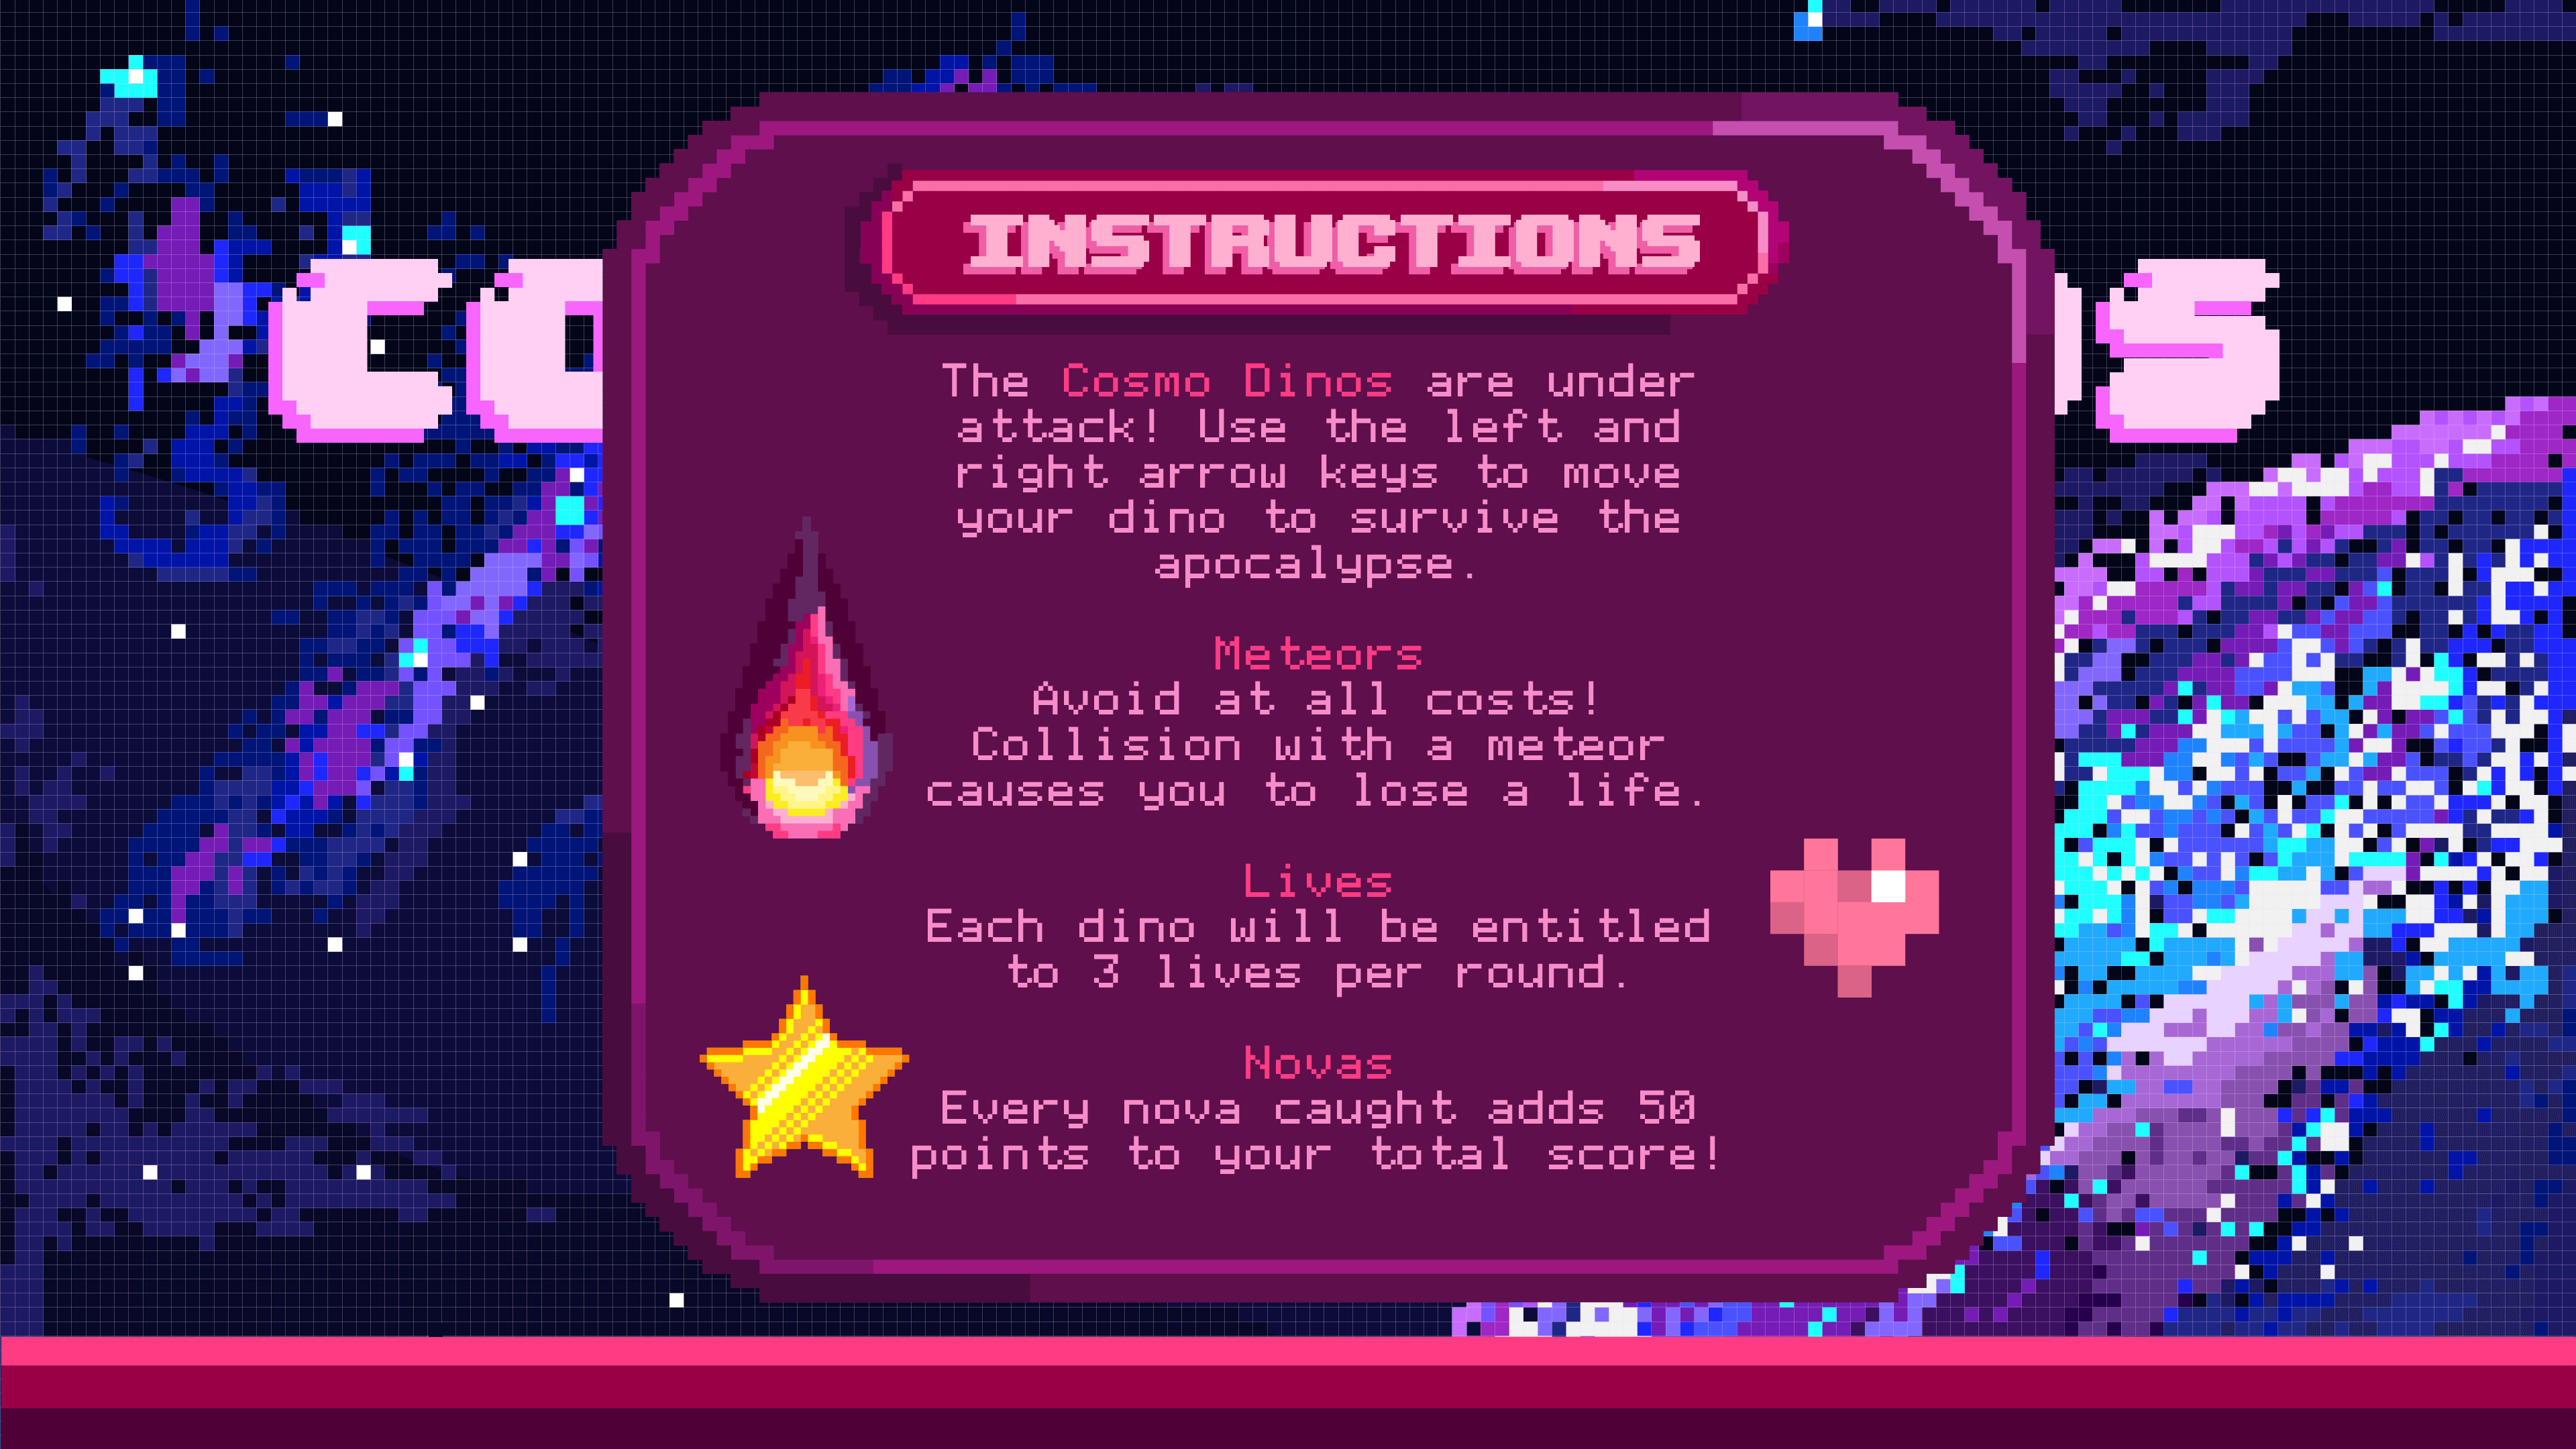 INSTRUCTIONS
The Cosmo Dinos are under
attack! Use the left and
right arrow keys to move
your dino to survive the
apocalypse.
Meteors
Avoid at all costs!
Collision with a meteor
causes you to lose a life.
Lives
Each dino will be entitled
to 3 lives per round.
Novas
Every nova caught adds 50
points to your total score!